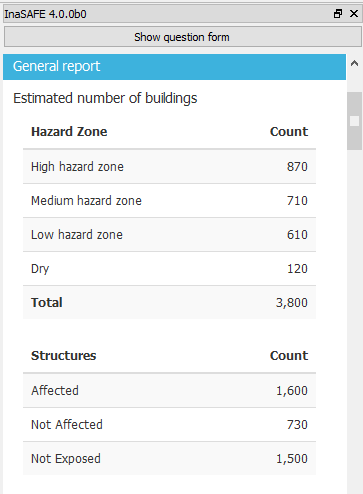 InaSAFE 4.0.0b0
Show question form
General report
Estimated number of buildings
Hazard Zone Count
High hazard zone 870
Medium hazard zone 710
Low hazard zone 610
Dry 120
Total 3,800
Structures Count
Affected 1,600
Not Affected 730
Not Exposed 1,500